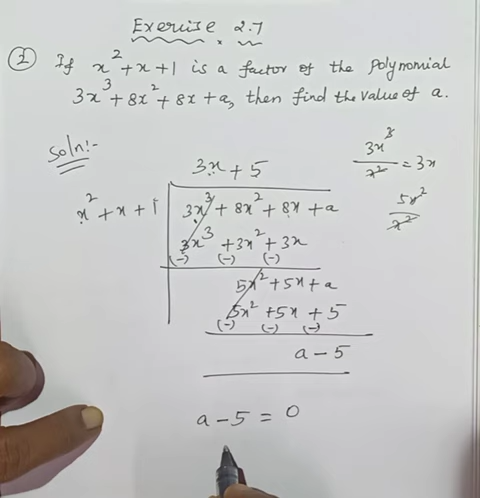 Exercise 2.7
① If x²+x+1 is a factor of the polynomial
3x³+8x²+8x+a, then find the value of a.
Soln:-
3x³/x² = 3x
3x+5
x²+x+1 3x³+8x²+8x+a
5x²/x²
3x³+3x²+3x
(-) (-) (-)
5x²+5x+a
5x²+5x+5
(-) (-) (-)
a-5
a-5=0